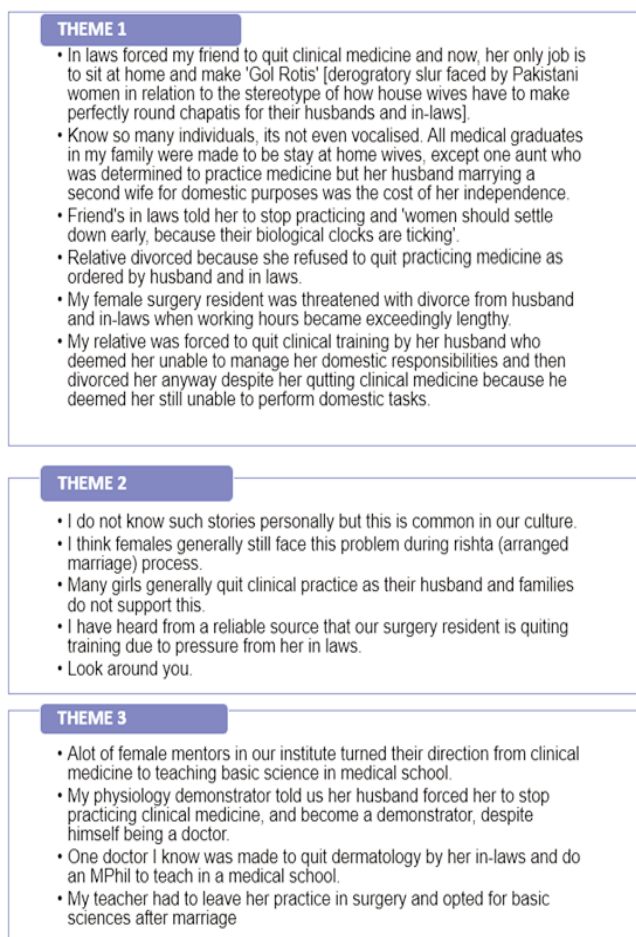 THEME 1
• In laws forced my friend to quit clinical medicine and now, her only job is
to sit at home and make 'Gol Rotis' [derogratory slur faced by Pakistani
women in relation to the stereotype of how house wives have to make
perfectly round chapatis for their husbands and in-laws].
• Know so many individuals, its not even vocalised. All medical graduates
in my family were made to be stay at home wives, except one aunt who
was determined to practice medicine but her husband marrying a
second wife for domestic purposes was the cost of her independence.
• Friend's in laws told her to stop practicing and 'women should settle
down early, because their biological clocks are ticking'.
• Relative divorced because she refused to quit practicing medicine as
ordered by husband and in laws.
• My female surgery resident was threatened with divorce from husband
and in-laws when working hours became exceedingly lengthy.
• My relative was forced to quit clinical training by her husband who
deemed her unable to manage her domestic responsibilities and then
divorced her anyway despite her qutting clinical medicine because he
deemed her still unable to perform domestic tasks.
THEME 2
• I do not know such stories personally but this is common in our culture.
• I think females generally still face this problem during rishta (arranged
marriage) process.
• Many girls generally quit clinical practice as their husband and families
do not support this.
• I have heard from a reliable source that our surgery resident is quiting
training due to pressure from her in laws.
• Look around you.
THEME 3
• Alot of female mentors in our institute turned their direction from clinical
medicine to teaching basic science in medical school.
• My physiology demonstrator told us her husband forced her to stop
practicing clinical medicine, and become a demonstrator, despite
himself being a doctor.
• One doctor I know was made to quit dermatology by her in-laws and do
an MPhil to teach in a medical school.
• My teacher had to leave her practice in surgery and opted for basic
sciences after marriage